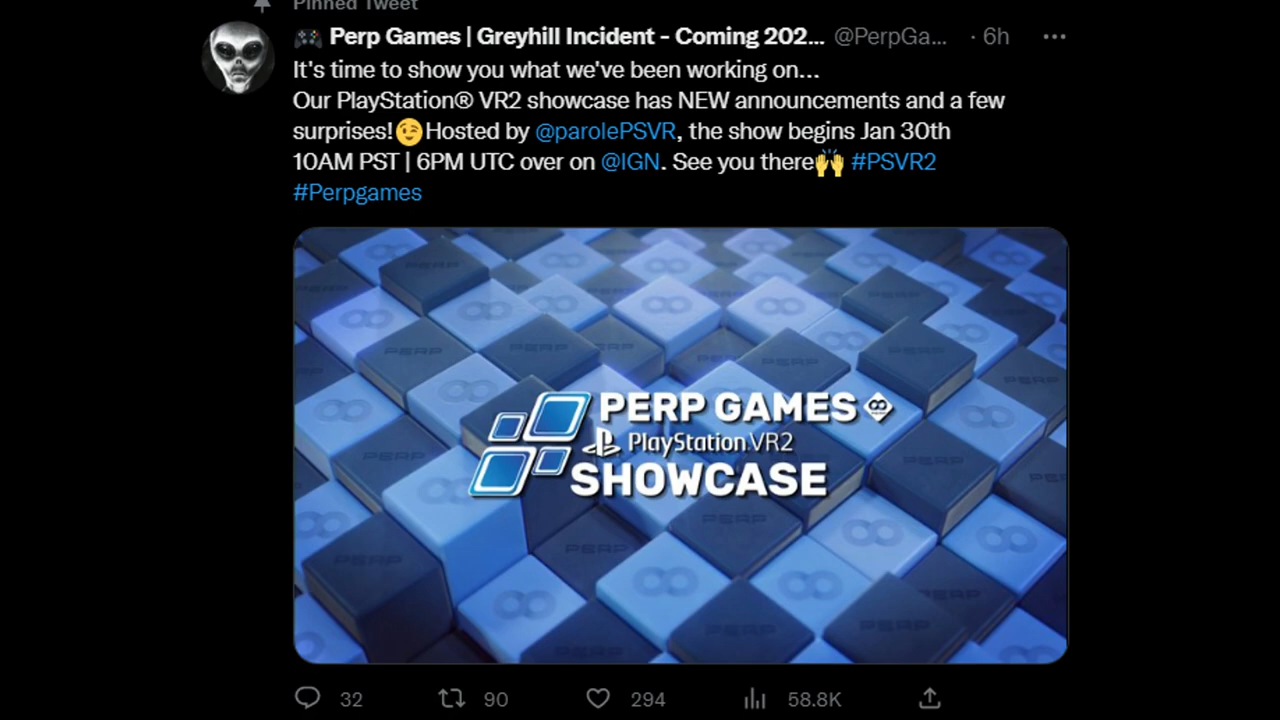 Pinned Tweet
🎮 Perp Games | Greyhill Incident - Coming 202... @PerpGa... · 6h
It's time to show you what we've been working on...
Our PlayStation® VR2 showcase has NEW announcements and a few
surprises!😉Hosted by @parolePSVR, the show begins Jan 30th
10AM PST | 6PM UTC over on @IGN. See you there🙌 #PSVR2
#Perpgames
PERP GAMES
PlayStation VR2
SHOWCASE
32 90 294 58.8K